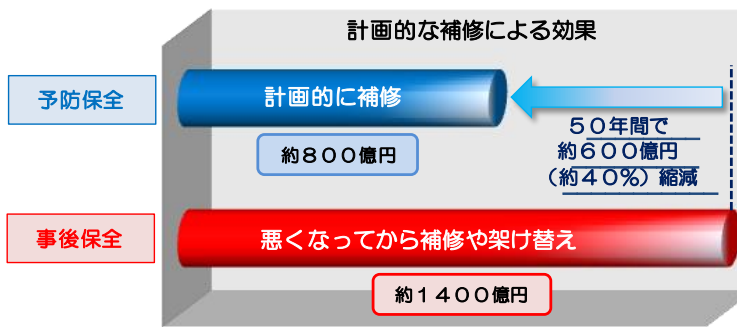 計画的な補修による効果
予防保全
計画的に補修
約８００億円
５０年間で
約６００億円
（約４０％）縮減
事後保全
悪くなってから補修や架け替え
約１４００億円